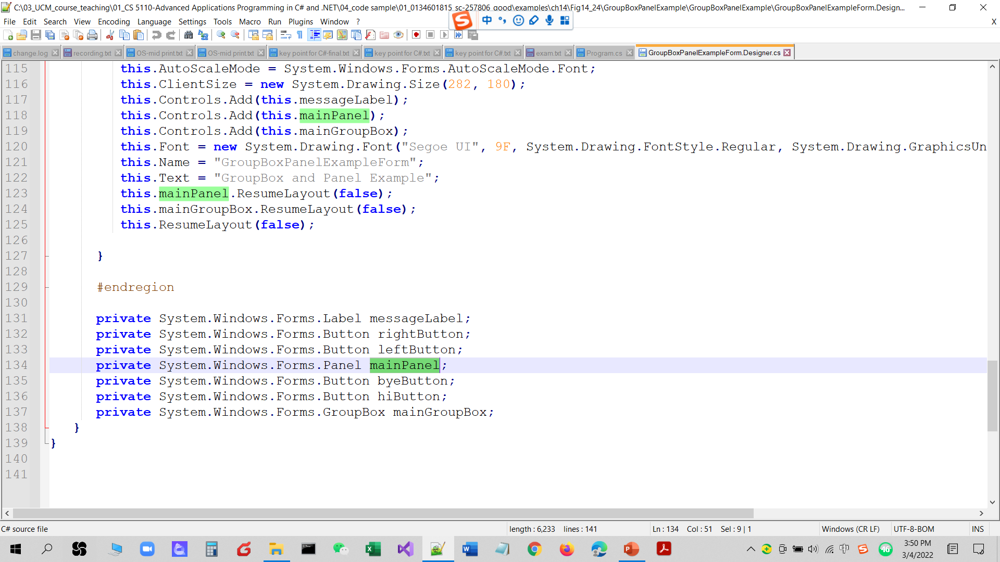 C:\03_UCM_course_teaching\01_CS 5110-03_Advanced Applications Programming in C# and .NET\04_code sample\01_0134601815_sc-257806_good\examples\ch14\Fig14_24\GroupBoxPanelExample\GroupBoxPanelExample\GroupBoxPanelExampleForm.Design...
File Edit Search View Encoding Language Settings Tools Macro Run Plugins Window ? X
中
change.log recording.txt OS-mid print.txt OS-mid print.txt key point for C#-final.txt key point for C#.txt key point for C#.txt exam.txt Program.cs GroupBoxPanelExampleForm.Designer.cs
115 this.AutoScaleMode = System.Windows.Forms.AutoScaleMode.Font;
116 this.ClientSize = new System.Drawing.Size(282, 180);
117 this.Controls.Add(this.messageLabel);
118 this.Controls.Add(this.mainPanel);
119 this.Controls.Add(this.mainGroupBox);
120 this.Font = new System.Drawing.Font("Segoe UI", 9F, System.Drawing.FontStyle.Regular, System.Drawing.GraphicsUn
121 this.Name = "GroupBoxPanelExampleForm";
122 this.Text = "GroupBox and Panel Example";
123 this.mainPanel.ResumeLayout(false);
124 this.mainGroupBox.ResumeLayout(false);
125 this.ResumeLayout(false);
126
127 }
128
129 #endregion
130
131 private System.Windows.Forms.Label messageLabel;
132 private System.Windows.Forms.Button rightButton;
133 private System.Windows.Forms.Button leftButton;
134 private System.Windows.Forms.Panel mainPanel;
135 private System.Windows.Forms.Button byeButton;
136 private System.Windows.Forms.Button hiButton;
137 private System.Windows.Forms.GroupBox mainGroupBox;
138 }
139 }
140
141
C# source file length : 6,233 lines : 141 Ln : 134 Col : 51 Sel : 9 | 1 Windows (CR LF) UTF-8-BOM INS
中 46 3:50 PM
3/4/2022